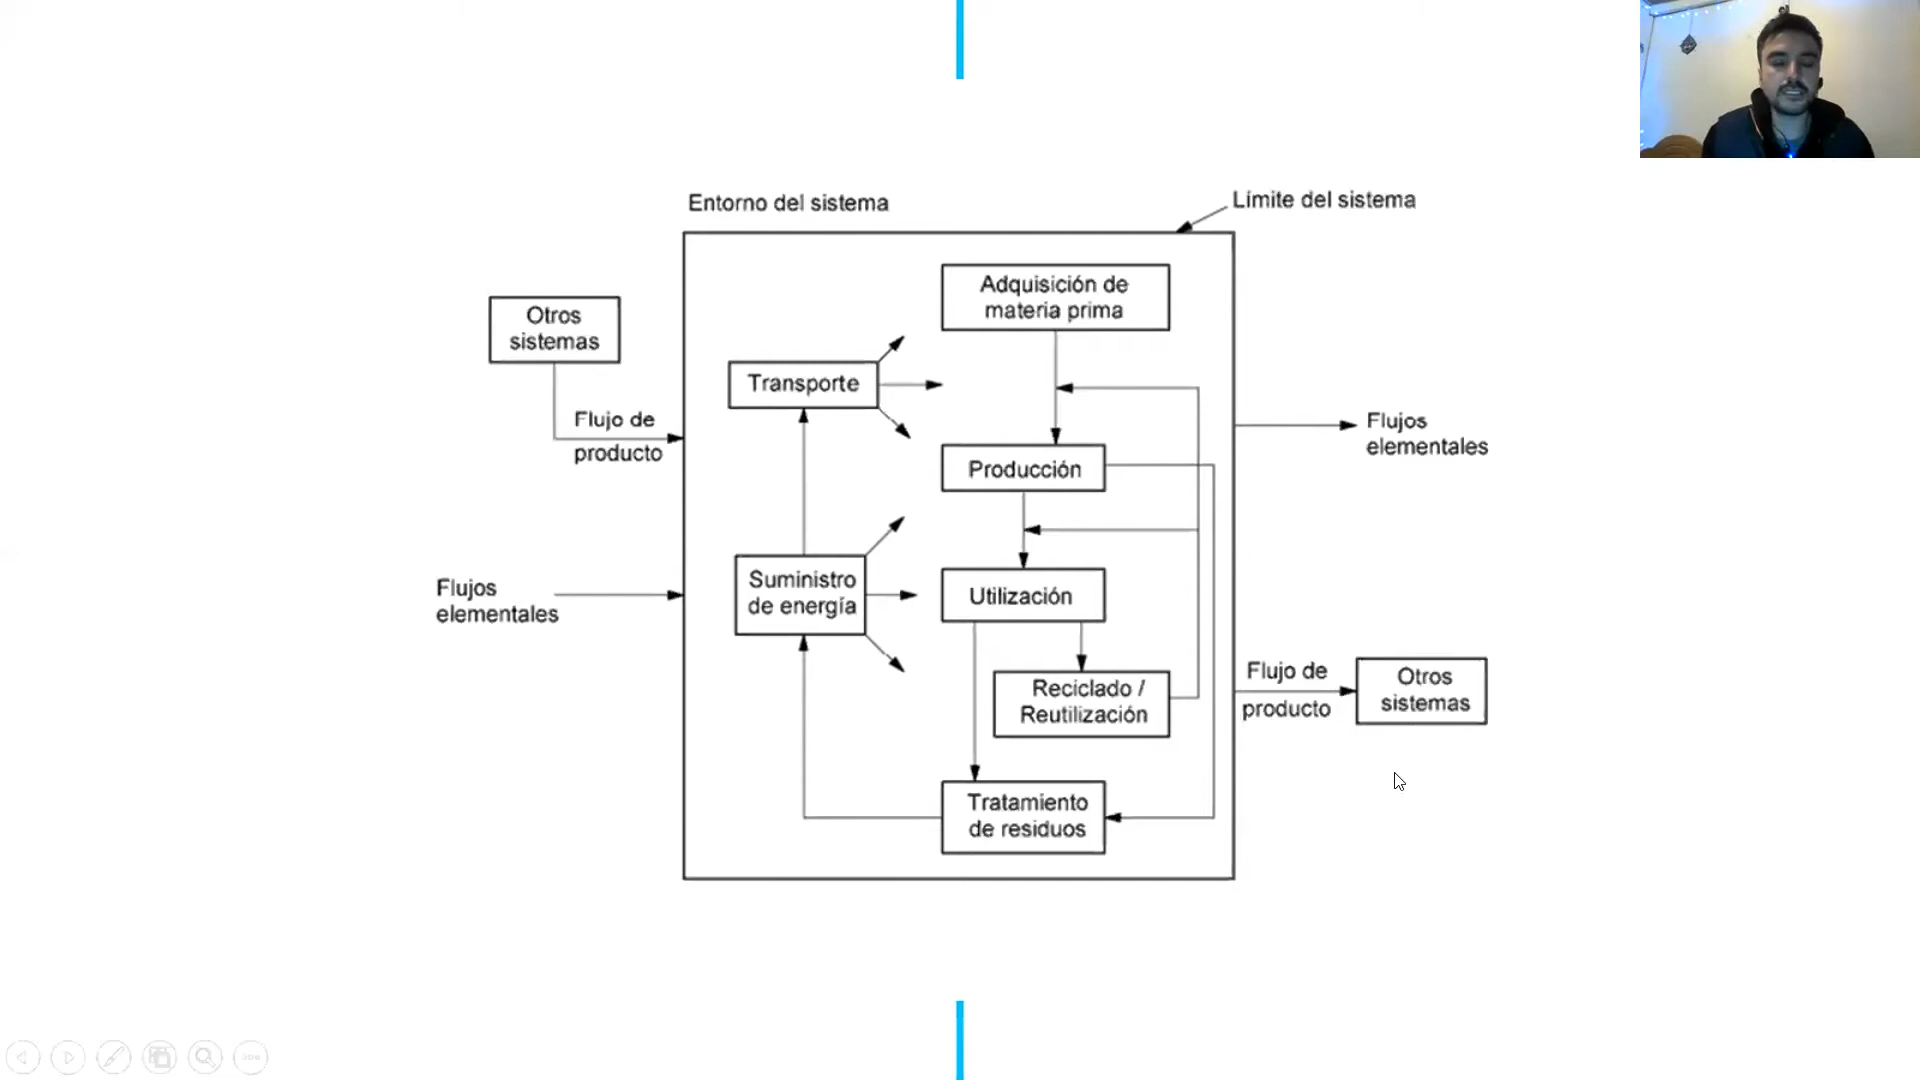 Entorno del sistema
Límite del sistema
Otros
sistemas
Flujo de
producto
Flujos
elementales
Transporte
Suministro
de energía
Adquisición de
materia prima
Producción
Utilización
Reciclado /
Reutilización
Tratamiento
de residuos
Flujos
elementales
Flujo de
producto
Otros
sistemas